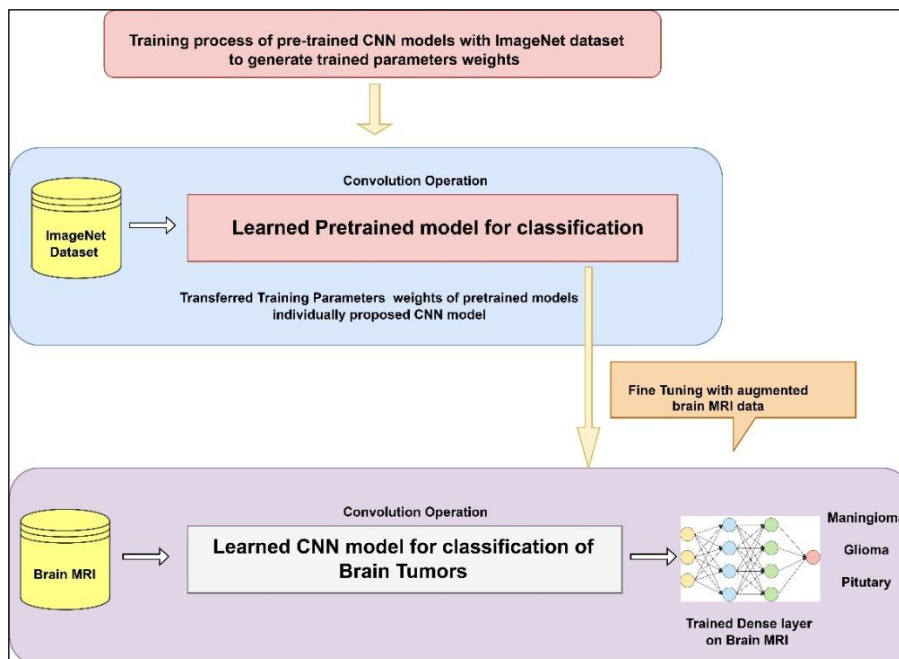 Training process of pre-trained CNN models with ImageNet dataset
to generate trained parameters weights
Convolution Operation
ImageNet
Dataset
Learned Pretrained model for classification
Transferred Training Parameters weights of pretrained models
individually proposed CNN model
Fine Tuning with augmented
brain MRI data
Convolution Operation
Brain MRI
Learned CNN model for classification of
Brain Tumors
Maningioma
Glioma
Pitutary
Trained Dense layer
on Brain MRI